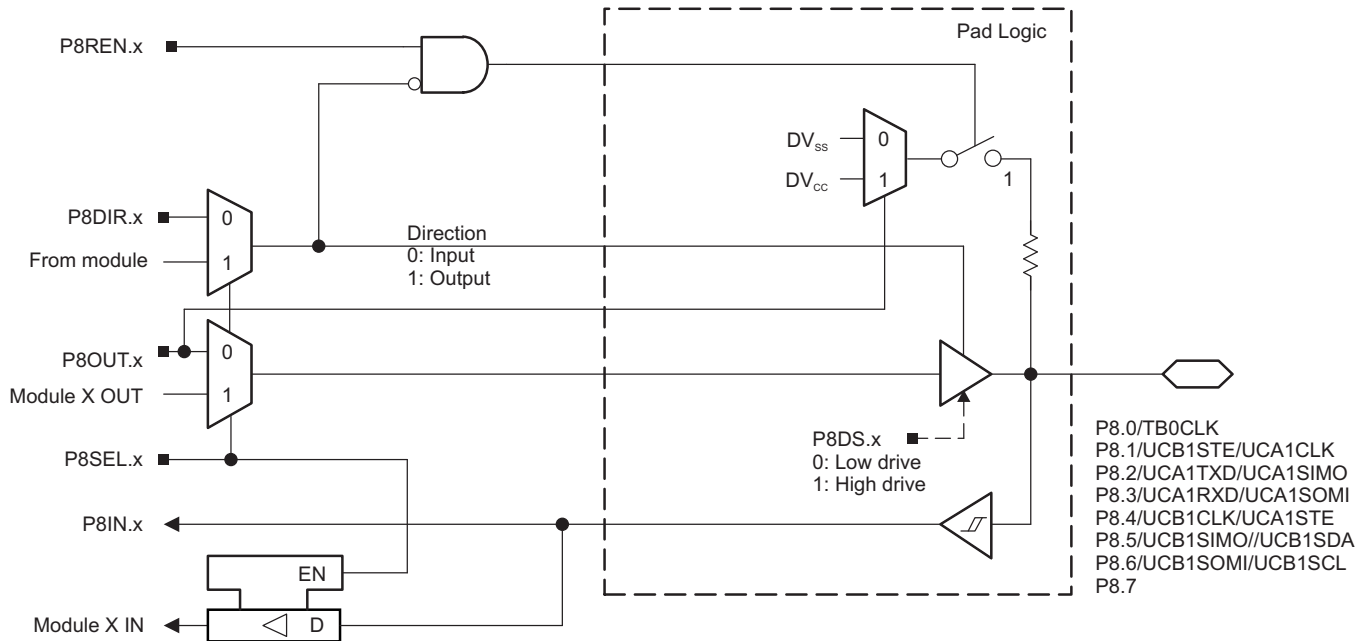 Pad Logic
P8REN.x
DVSS
0
DVCC
1
1
P8DIR.x
0
From module
1
Direction
0: Input
1: Output
P8OUT.x
0
Module X OUT
1
P8DS.x
0: Low drive
1: High drive
P8SEL.x
P8.0/TB0CLK
P8.1/UCB1STE/UCA1CLK
P8.2/UCA1TXD/UCA1SIMO
P8.3/UCA1RXD/UCA1SOMI
P8.4/UCB1CLK/UCA1STE
P8.5/UCB1SIMO//UCB1SDA
P8.6/UCB1SOMI/UCB1SCL
P8.7
P8IN.x
EN
Module X IN
D